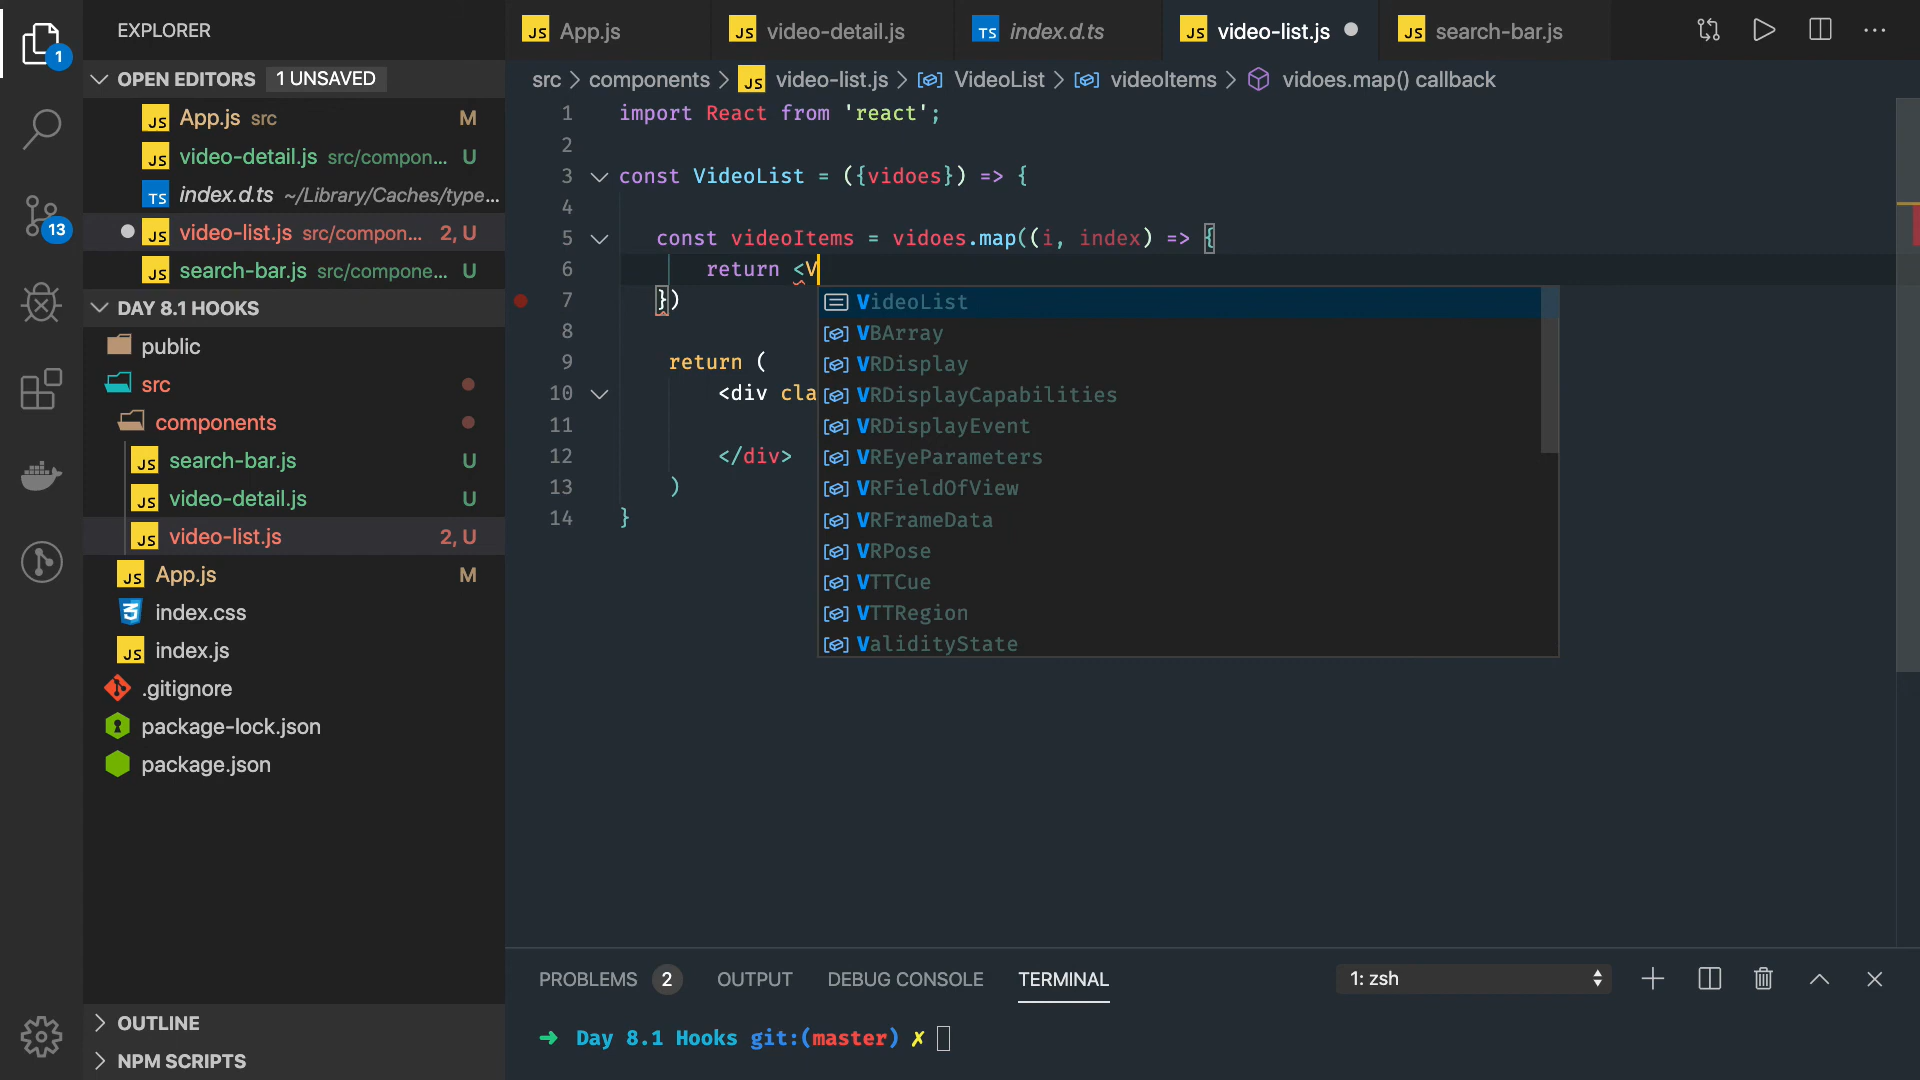 EXPLORER
OPEN EDITORS 1 UNSAVED
JS App.js src M
JS video-detail.js src/compon... U
TS index.d.ts ~/Library/Caches/type...
JS video-list.js src/compon... 2, U
JS search-bar.js src/compone... U
DAY 8.1 HOOKS
public
src
components
JS search-bar.js U
JS video-detail.js U
JS video-list.js 2, U
JS App.js M
index.css
JS index.js
.gitignore
package-lock.json
package.json
OUTLINE
NPM SCRIPTS
1
13
JS App.js JS video-detail.js TS index.d.ts JS video-list.js JS search-bar.js
src > components > JS video-list.js > VideoList > videoItems > vidoes.map() callback
1 import React from 'react';
2
3 const VideoList = ({vidoes}) => {
4
5 const videoItems = vidoes.map((i, index) => {
6 return <V
7 })
8
9 return (
10 <div cla
11
12 </div>
13 )
14 }
VideoList
VBArray
VRDisplay
VRDisplayCapabilities
VRDisplayEvent
VREyeParameters
VRFieldOfView
VRFrameData
VRPose
VTTCue
VTTRegion
ValidityState
PROBLEMS 2 OUTPUT DEBUG CONSOLE TERMINAL 1: zsh
➜ Day 8.1 Hooks git:(master) ✗